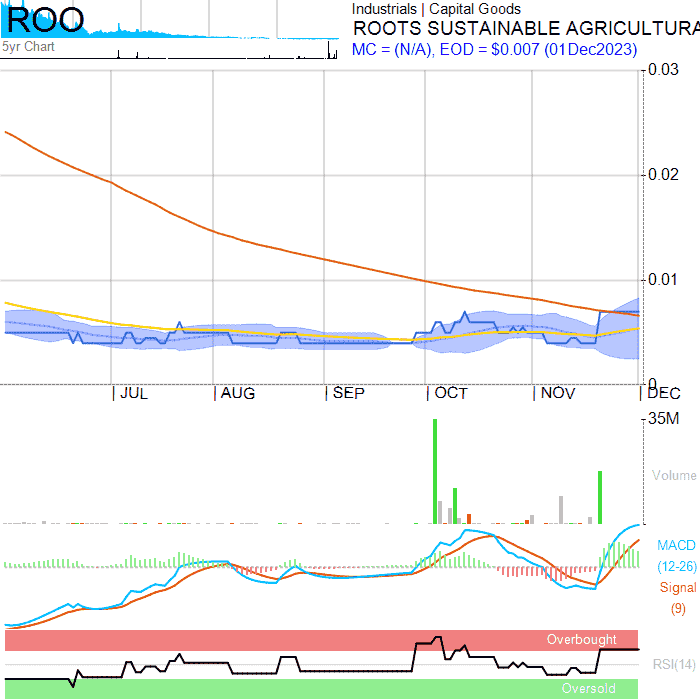 ROO
Industrials | Capital Goods
ROOTS SUSTAINABLE AGRICULTURA
5yr Chart
MC = (N/A), EOD = $0.007 (01Dec2023)
0.03
0.02
0.01
0
JUL
AUG
SEP
OCT
NOV
DEC
35M
Volume
MACD
(12-26)
Signal
(9)
Overbought
RSI(14)
Oversold